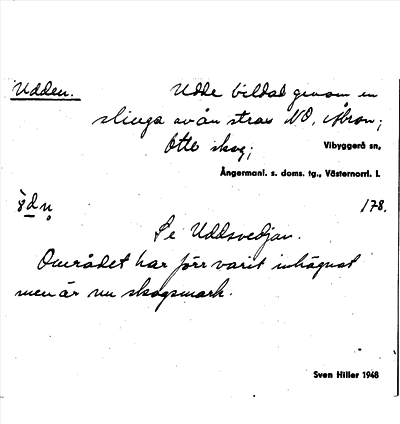 Udden. Udde bildad genom en
slinga av ån strax NO, Åbron;
Otto skog; Vibyggerå sn,
Ångermanl. s. doms. tg., Västernorrl. l.
178.
Se Uddsvedjan.
Området har förr varit inhägnat
men är nu skogsmark.
Sven Hiller 1948